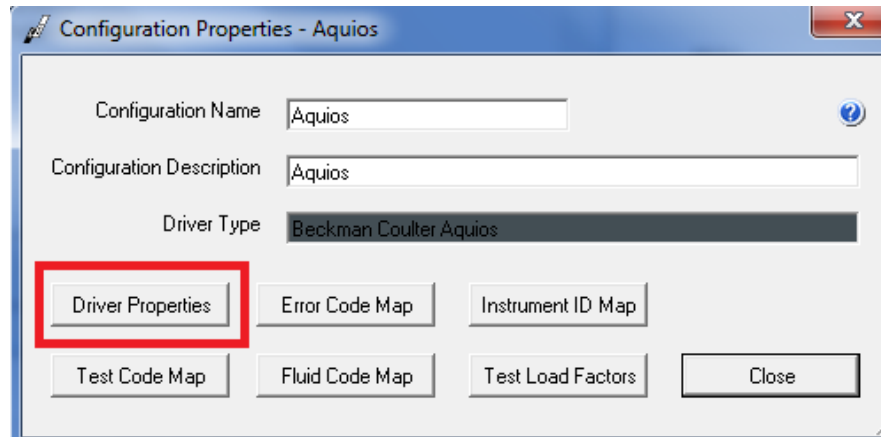 Configuration Properties - Aquios
x
Configuration Name Aquios ?
Configuration Description Aquios
Driver Type Beckman Coulter Aquios
Driver Properties Error Code Map Instrument ID Map
Test Code Map Fluid Code Map Test Load Factors Close